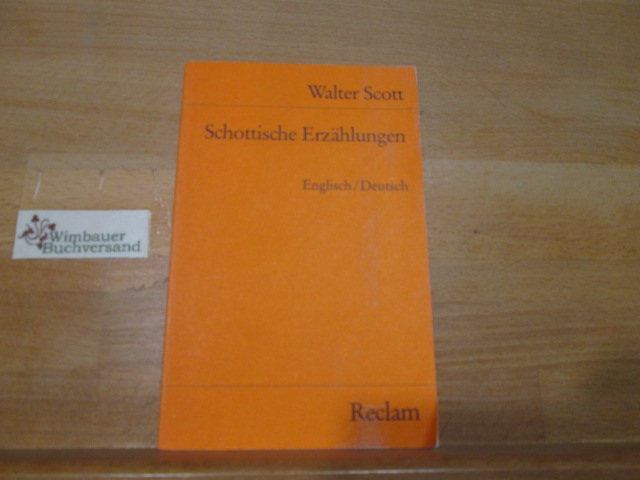 Walter Scott
Schottische Erzählungen
Englisch/Deutsch
Wimbauer
Buchversand
Reclam